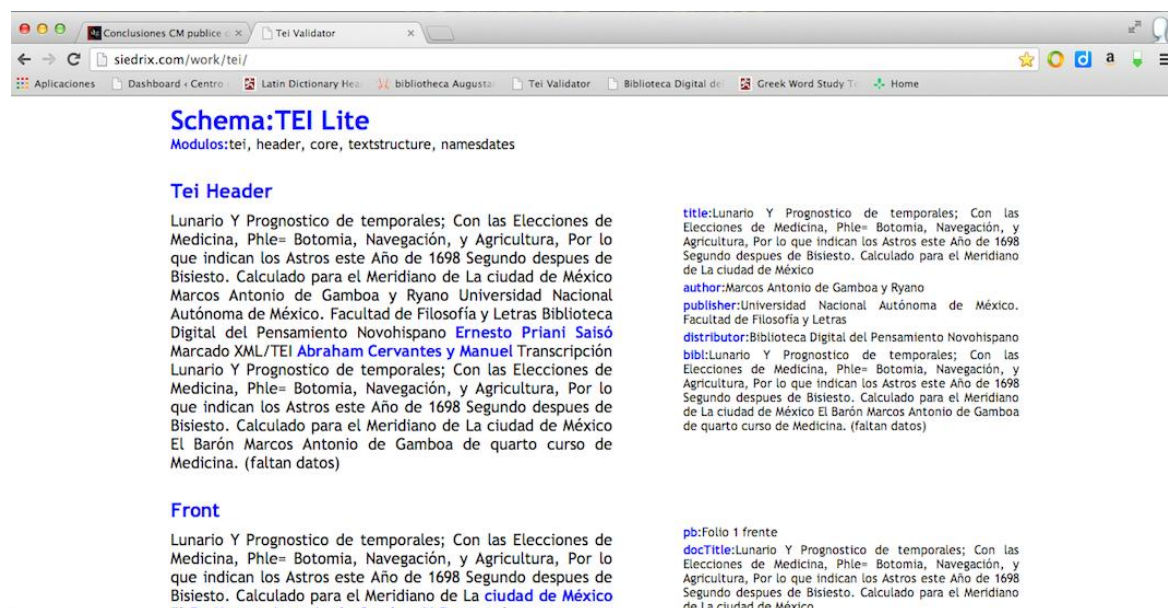 Conclusiones CM publice
Tei Validator
siedrix.com/work/tei/
Aplicaciones
Dashboard ‹ Centro
Latin Dictionary Hea
bibliotheca Augusta
Tei Validator
Biblioteca Digital de
Greek Word Study
Home
Schema:TEI Lite
Modulos:tei, header, core, textstructure, namesdates
Tei Header
Lunario Y Prognostico de temporales; Con las Elecciones de
Medicina, Phle= Botomia, Navegación, y Agricultura, Por lo
que indican los Astros este Año de 1698 Segundo despues de
Bisiesto. Calculado para el Meridiano de La ciudad de México
Marcos Antonio de Gamboa y Ryano Universidad Nacional
Autónoma de México. Facultad de Filosofía y Letras Biblioteca
Digital del Pensamiento Novohispano Ernesto Priani Saisó
Marcado XML/TEI Abraham Cervantes y Manuel Transcripción
Lunario Y Prognostico de temporales; Con las Elecciones de
Medicina, Phle= Botomia, Navegación, y Agricultura, Por lo
que indican los Astros este Año de 1698 Segundo despues de
Bisiesto. Calculado para el Meridiano de La ciudad de México
El Barón Marcos Antonio de Gamboa de quarto curso de
Medicina. (faltan datos)
title:Lunario Y Prognostico de temporales; Con las
Elecciones de Medicina, Phle= Botomia, Navegación, y
Agricultura, Por lo que indican los Astros este Año de 1698
Segundo despues de Bisiesto. Calculado para el Meridiano
de La ciudad de México
author:Marcos Antonio de Gamboa y Ryano
publisher:Universidad Nacional Autónoma de México.
Facultad de Filosofía y Letras
distributor:Biblioteca Digital del Pensamiento Novohispano
bibl:Lunario Y Prognostico de temporales; Con las
Elecciones de Medicina, Phle= Botomia, Navegación, y
Agricultura, Por lo que indican los Astros este Año de 1698
Segundo despues de Bisiesto. Calculado para el Meridiano
de La ciudad de México El Barón Marcos Antonio de Gamboa
de quarto curso de Medicina. (faltan datos)
Front
Lunario Y Prognostico de temporales; Con las Elecciones de
Medicina, Phle= Botomia, Navegación, y Agricultura, Por lo
que indican los Astros este Año de 1698 Segundo despues de
Bisiesto. Calculado para el Meridiano de La ciudad de México
pb:Folio 1 frente
docTitle:Lunario Y Prognostico de temporales; Con las
Elecciones de Medicina, Phle= Botomia, Navegación, y
Agricultura, Por lo que indican los Astros este Año de 1698
Segundo despues de Bisiesto. Calculado para el Meridiano
de La ciudad de México